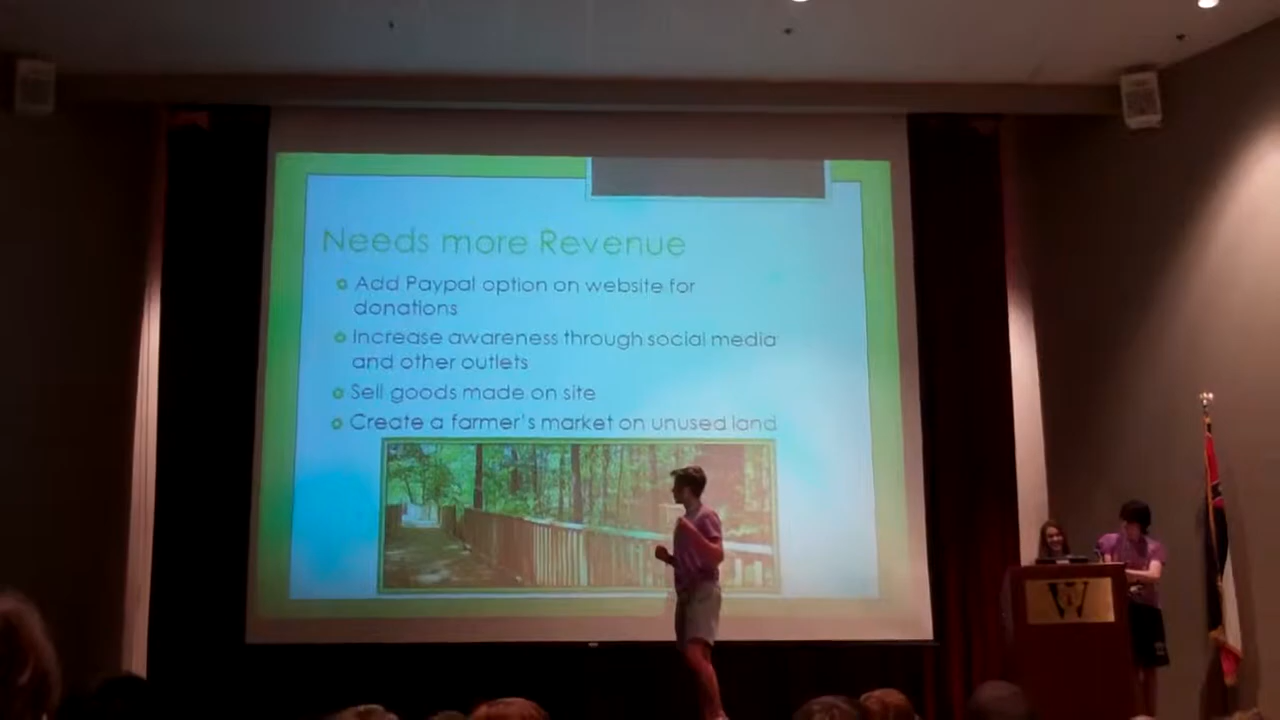 Needs more Revenue
Add Paypal option on website for
donations
Increase awareness through social media
and other outlets
Sell goods made on site
Create a farmer's market on unused land
W